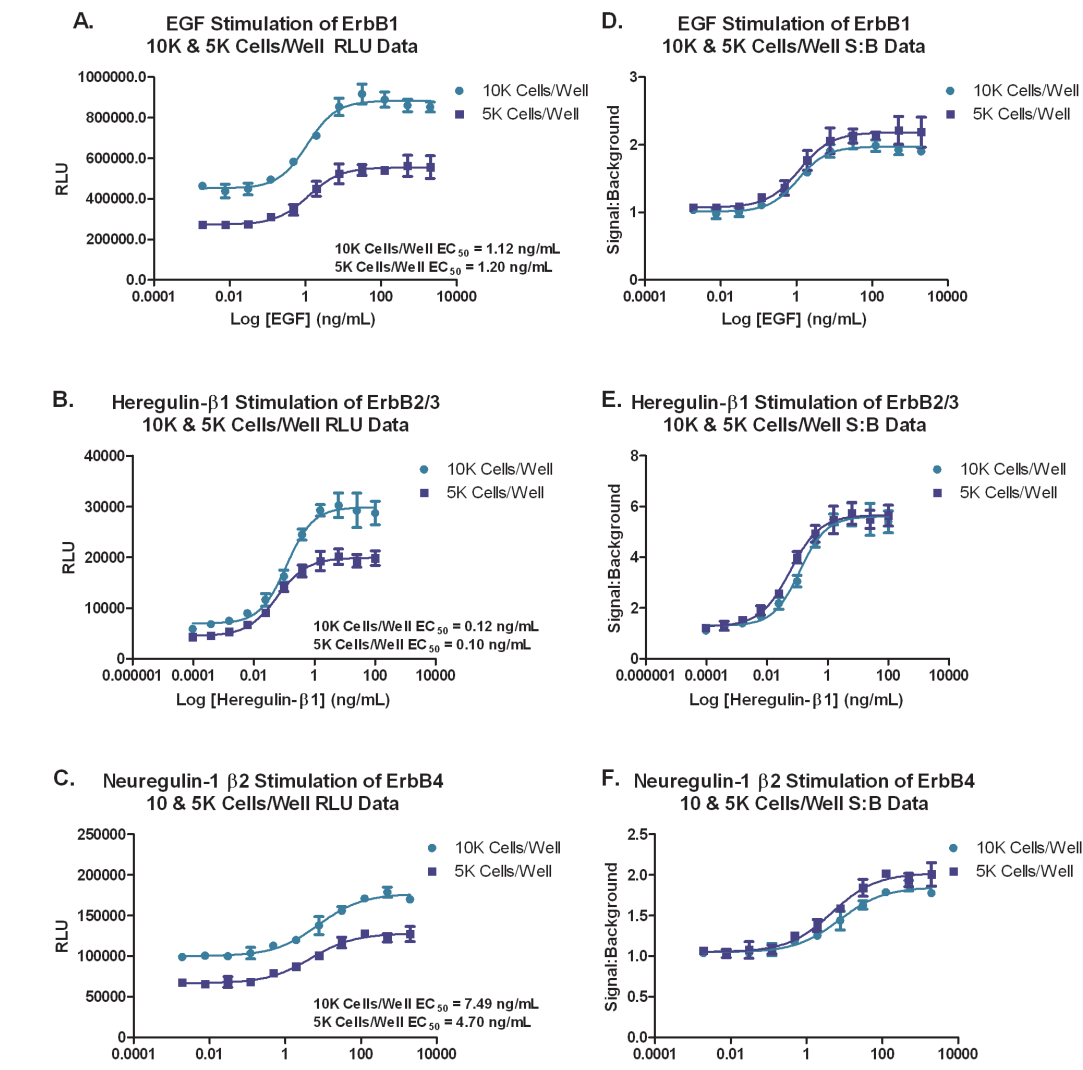 A.
EGF Stimulation of ErbB1
10K & 5K Cells/Well RLU Data
1000000.0
800000.0
600000.0
400000.0
200000.0
0.0
RLU
10K Cells/Well
5K Cells/Well
10K Cells/Well EC50 = 1.12 ng/mL
5K Cells/Well EC50 = 1.20 ng/mL
0.0001 0.01 1 100 10000
Log [EGF] (ng/mL)
D.
EGF Stimulation of ErbB1
10K & 5K Cells/Well S:B Data
3
2
1
0
Signal:Background
10K Cells/Well
5K Cells/Well
0.0001 0.01 1 100 10000
Log [EGF] (ng/mL)
B.
Heregulin-β1 Stimulation of ErbB2/3
10K & 5K Cells/Well RLU Data
40000
30000
20000
10000
0
RLU
10K Cells/Well
5K Cells/Well
10K Cells/Well EC50 = 0.12 ng/mL
5K Cells/Well EC50 = 0.10 ng/mL
0.000001 0.0001 0.01 1 100 10000
Log [Heregulin-β1] (ng/mL)
E.
Heregulin-β1 Stimulation of ErbB2/3
10K & 5K Cells/Well S:B Data
8
6
4
2
0
Signal:Background
10K Cells/Well
5K Cells/Well
0.000001 0.0001 0.01 1 100 10000
Log [Heregulin-β1] (ng/mL)
C.
Neuregulin-1 β2 Stimulation of ErbB4
10 & 5K Cells/Well RLU Data
250000
200000
150000
100000
50000
0
RLU
10K Cells/Well
5K Cells/Well
10K Cells/Well EC50 = 7.49 ng/mL
5K Cells/Well EC50 = 4.70 ng/mL
0.0001 0.01 1 100 10000
F.
Neuregulin-1 β2 Stimulation of ErbB4
10 & 5K Cells/Well S:B Data
2.5
2.0
1.5
1.0
0.5
0
Signal:Background
10K Cells/Well
5K Cells/Well
0.0001 0.01 1 100 10000